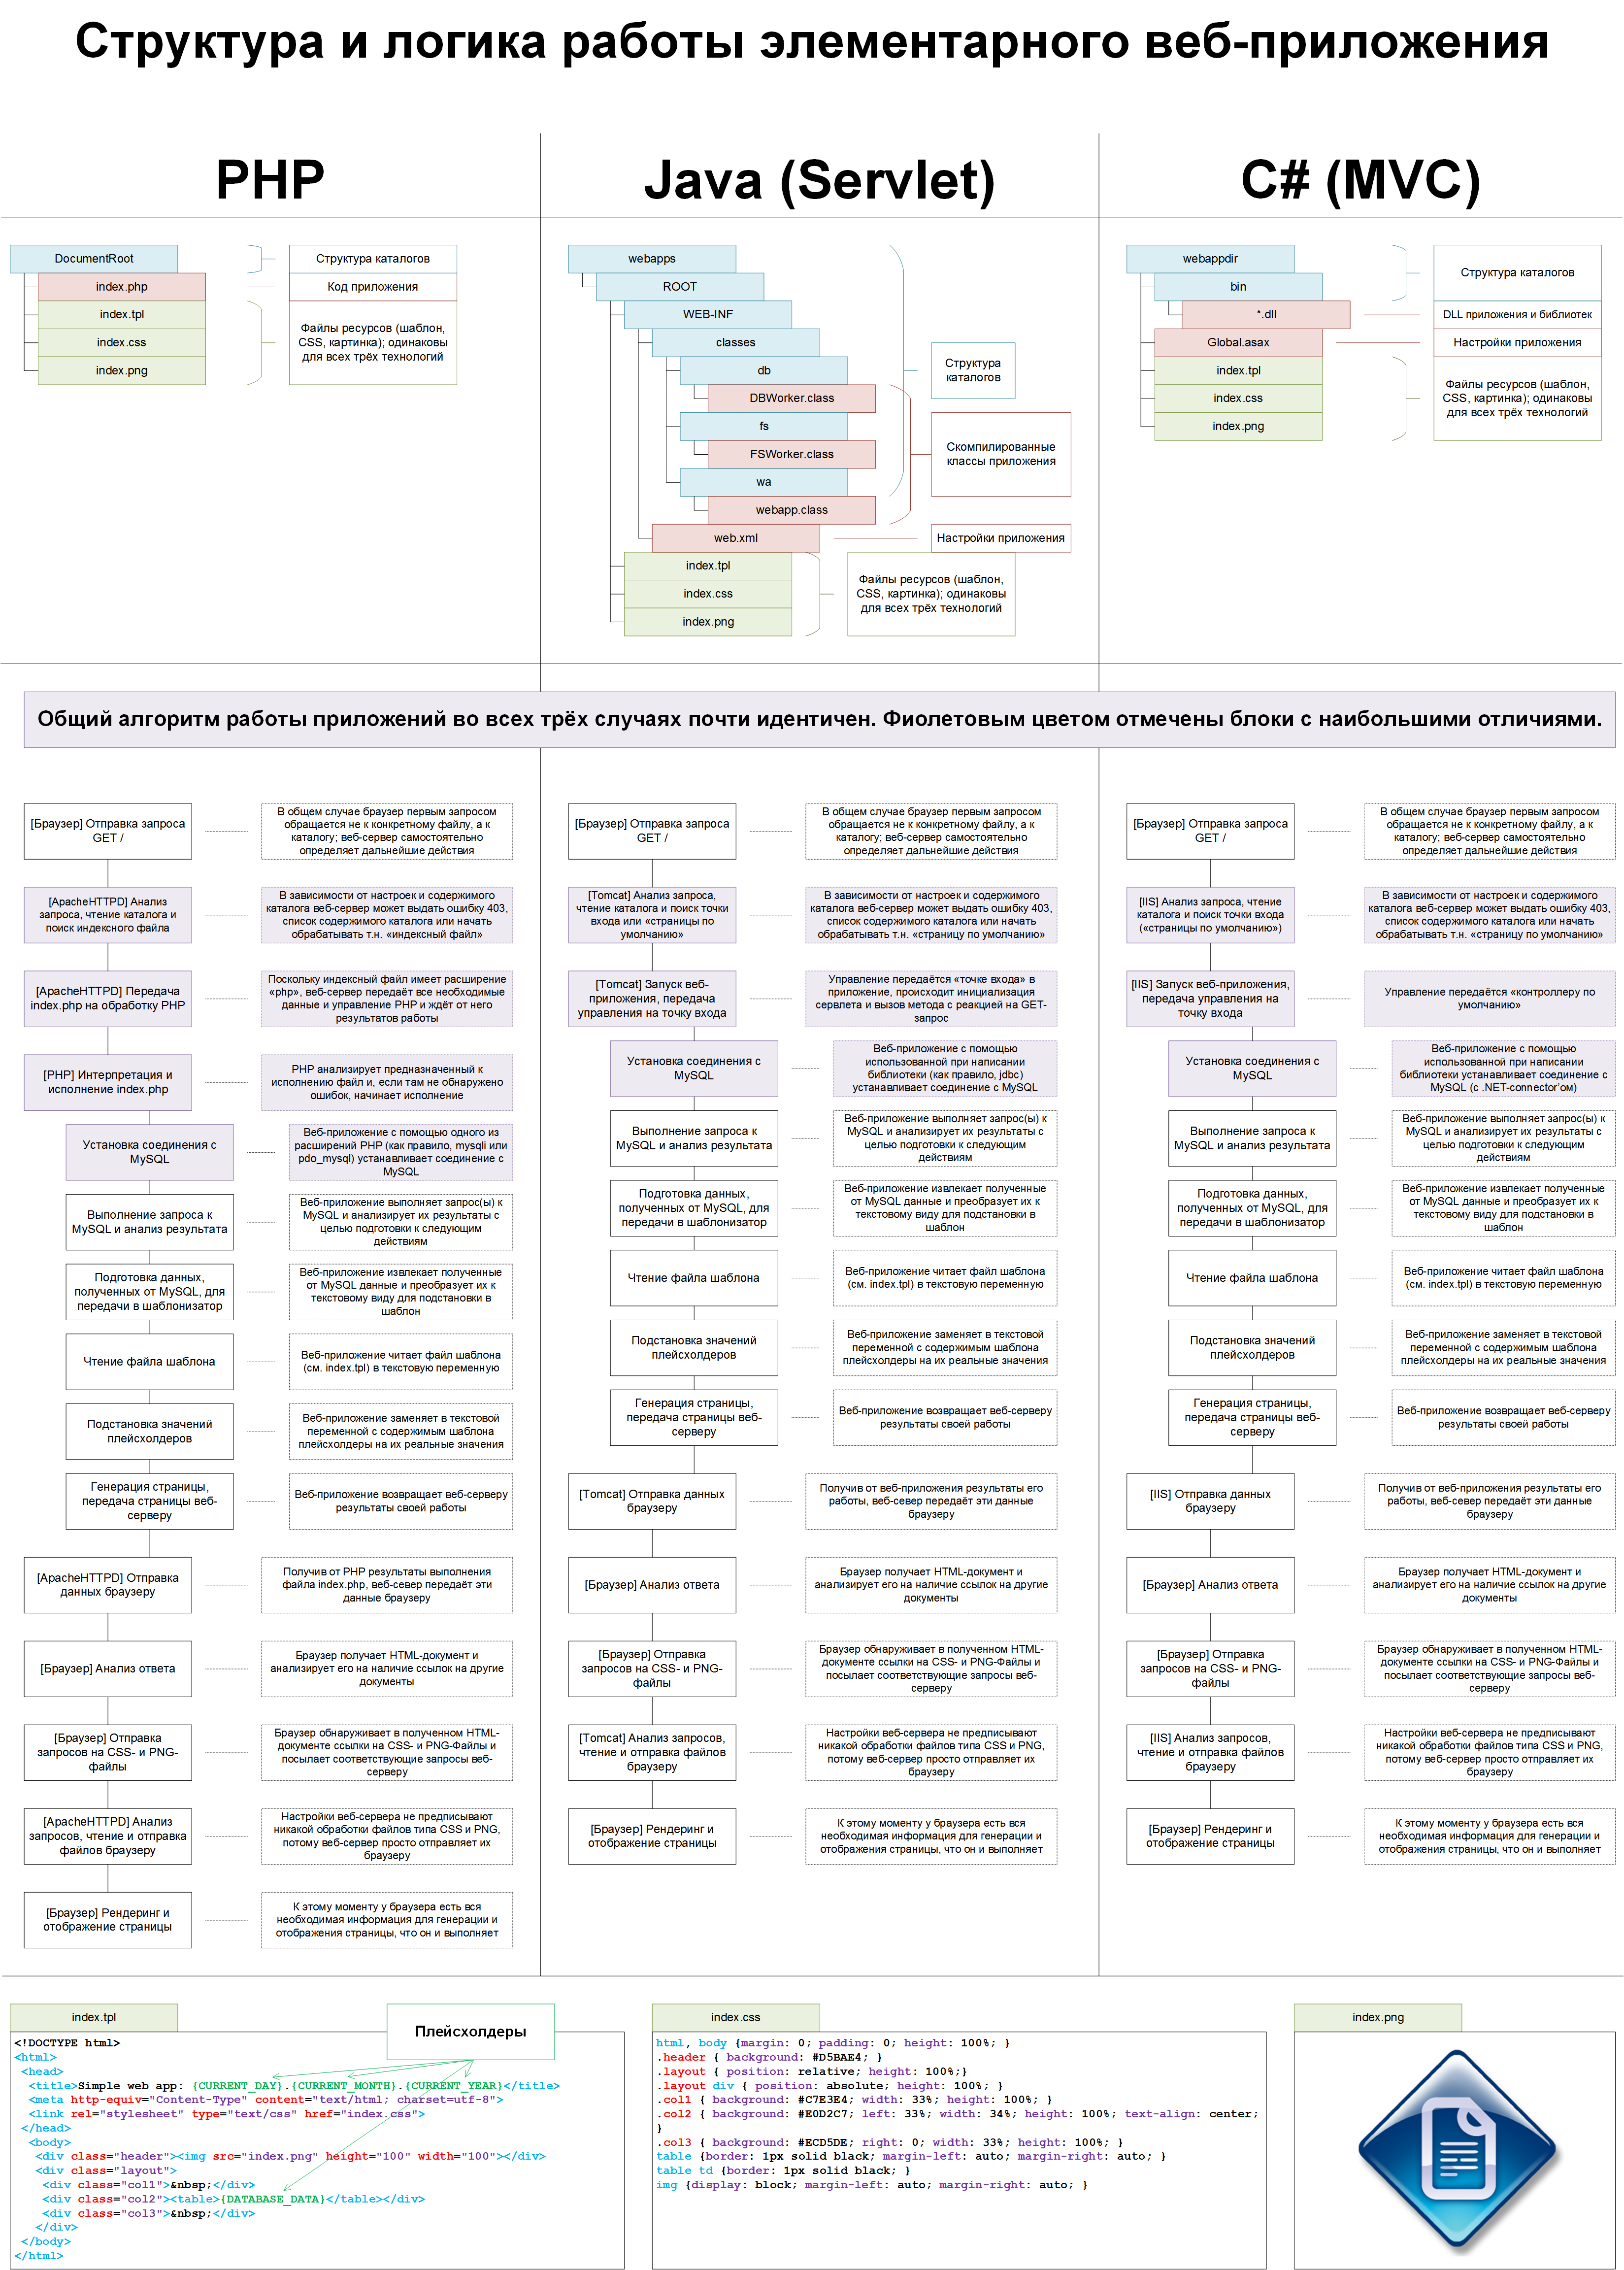 Структура и логика работы элементарного веб-приложения
PHP
DocumentRoot
index.php
index.tpl
index.css
index.png
Структура каталогов
Код приложения
Файлы ресурсов (шаблон,
CSS, картинка); одинаковы
для всех трёх технологий
Java (Servlet)
webapps
ROOT
WEB-INF
classes
db
DBWorker.class
fs
FSWorker.class
wa
webapp.class
web.xml
index.tpl
index.css
index.png
Структура
каталогов
Скомпилированные
классы приложения
Настройки приложения
Файлы ресурсов (шаблон,
CSS, картинка); одинаковы
для всех трёх технологий
C# (MVC)
webappdir
bin
*.dll
Global.asax
index.tpl
index.css
index.png
Структура каталогов
DLL приложения и библиотек
Настройки приложения
Файлы ресурсов (шаблон,
CSS, картинка); одинаковы
для всех трёх технологий
Общий алгоритм работы приложений во всех трёх случаях почти идентичен. Фиолетовым цветом отмечены блоки с наибольшими отличиями.
[Браузер] Отправка запроса
GET /
В общем случае браузер первым запросом
обращается не к конкретному файлу, а к
каталогу; веб-сервер самостоятельно
определяет дальнейшие действия
[ApacheHTTPD] Анализ
запроса, чтение каталога и
поиск индексного файла
В зависимости от настроек и содержимого
каталога веб-сервер может выдать ошибку 403,
список содержимого каталога или начать
обрабатывать т.н. «индексный файл»
[ApacheHTTPD] Передача
index.php на обработку PHP
Поскольку индексный файл имеет расширение
«php», веб-сервер передаёт все необходимые
данные и управление PHP и ждёт от него
результатов работы
[PHP] Интерпретация и
исполнение index.php
PHP анализирует предназначенный к
исполнению файл и, если там не обнаружено
ошибок, начинает исполнение
Установка соединения с
MySQL
Веб-приложение с помощью одного из
расширений PHP (как правило, mysqli или
pdo_mysql) устанавливает соединение с
MySQL
Выполнение запроса к
MySQL и анализ результата
Веб-приложение выполняет запрос(ы) к
MySQL и анализирует их результаты с
целью подготовки к следующим
действиям
Подготовка данных,
полученных от MySQL, для
передачи в шаблонизатор
Веб-приложение извлекает полученные
от MySQL данные и преобразует их к
текстовому виду для подстановки в
шаблон
Чтение файла шаблона
Веб-приложение читает файл шаблона
(см. index.tpl) в текстовую переменную
Подстановка значений
плейсхолдеров
Веб-приложение заменяет в текстовой
переменной с содержимым шаблона
плейсхолдеры на их реальные значения
Генерация страницы,
передача страницы веб-
серверу
Веб-приложение возвращает веб-серверу
результаты своей работы
[ApacheHTTPD] Отправка
данных браузеру
Получив от PHP результаты выполнения
файла index.php, веб-север передаёт эти
данные браузеру
[Браузер] Анализ ответа
Браузер получает HTML-документ и
анализирует его на наличие ссылок на другие
документы
[Браузер] Отправка
запросов на CSS- и PNG-
файлы
Браузер обнаруживает в полученном HTML-
документе ссылки на CSS- и PNG-Файлы и
посылает соответствующие запросы веб-
серверу
[ApacheHTTPD] Анализ
запросов, чтение и отправка
файлов браузеру
Настройки веб-сервера не предписывают
никакой обработки файлов типа CSS и PNG,
потому веб-сервер просто отправляет их
браузеру
[Браузер] Рендеринг и
отображение страницы
К этому моменту у браузера есть вся
необходимая информация для генерации и
отображения страницы, что он и выполняет
[Браузер] Отправка запроса
GET /
В общем случае браузер первым запросом
обращается не к конкретному файлу, а к
каталогу; веб-сервер самостоятельно
определяет дальнейшие действия
[Tomcat] Анализ запроса,
чтение каталога и поиск точки
входа или «страницы по
умолчанию»
В зависимости от настроек и содержимого
каталога веб-сервер может выдать ошибку 403,
список содержимого каталога или начать
обрабатывать т.н. «страницу по умолчанию»
[Tomcat] Запуск веб-
приложения, передача
управления на точку входа
Управление передаётся «точке входа» в
приложение, происходит инициализация
сервлета и вызов метода с реакцией на GET-
запрос
Установка соединения с
MySQL
Веб-приложение с помощью
использованной при написании
библиотеки (как правило, jdbc)
устанавливает соединение с MySQL
Выполнение запроса к
MySQL и анализ результата
Веб-приложение выполняет запрос(ы) к
MySQL и анализирует их результаты с
целью подготовки к следующим
действиям
Подготовка данных,
полученных от MySQL, для
передачи в шаблонизатор
Веб-приложение извлекает полученные
от MySQL данные и преобразует их к
текстовому виду для подстановки в
шаблон
Чтение файла шаблона
Веб-приложение читает файл шаблона
(см. index.tpl) в текстовую переменную
Подстановка значений
плейсхолдеров
Веб-приложение заменяет в текстовой
переменной с содержимым шаблона
плейсхолдеры на их реальные значения
Генерация страницы,
передача страницы веб-
серверу
Веб-приложение возвращает веб-серверу
результаты своей работы
[Tomcat] Отправка данных
браузеру
Получив от веб-приложения результаты его
работы, веб-север передаёт эти данные
браузеру
[Браузер] Анализ ответа
Браузер получает HTML-документ и
анализирует его на наличие ссылок на другие
документы
[Браузер] Отправка
запросов на CSS- и PNG-
файлы
Браузер обнаруживает в полученном HTML-
документе ссылки на CSS- и PNG-Файлы и
посылает соответствующие запросы веб-
серверу
[Tomcat] Анализ запросов,
чтение и отправка файлов
браузеру
Настройки веб-сервера не предписывают
никакой обработки файлов типа CSS и PNG,
потому веб-сервер просто отправляет их
браузеру
[Браузер] Рендеринг и
отображение страницы
К этому моменту у браузера есть вся
необходимая информация для генерации и
отображения страницы, что он и выполняет
[Браузер] Отправка запроса
GET /
В общем случае браузер первым запросом
обращается не к конкретному файлу, а к
каталогу; веб-сервер самостоятельно
определяет дальнейшие действия
[IIS] Анализ запроса, чтение
каталога и поиск точки входа
(«страницы по умолчанию»)
В зависимости от настроек и содержимого
каталога веб-сервер может выдать ошибку 403,
список содержимого каталога или начать
обрабатывать т.н. «страницу по умолчанию»
[IIS] Запуск веб-приложения,
передача управления на
точку входа
Управление передаётся «контроллеру по
умолчанию»
Установка соединения с
MySQL
Веб-приложение с помощью
использованной при написании
библиотеки устанавливает соединение с
MySQL (с .NET-connector’ом)
Выполнение запроса к
MySQL и анализ результата
Веб-приложение выполняет запрос(ы) к
MySQL и анализирует их результаты с
целью подготовки к следующим
действиям
Подготовка данных,
полученных от MySQL, для
передачи в шаблонизатор
Веб-приложение извлекает полученные
от MySQL данные и преобразует их к
текстовому виду для подстановки в
шаблон
Чтение файла шаблона
Веб-приложение читает файл шаблона
(см. index.tpl) в текстовую переменную
Подстановка значений
плейсхолдеров
Веб-приложение заменяет в текстовой
переменной с содержимым шаблона
плейсхолдеры на их реальные значения
Генерация страницы,
передача страницы веб-
серверу
Веб-приложение возвращает веб-серверу
результаты своей работы
[IIS] Отправка данных
браузеру
Получив от веб-приложения результаты его
работы, веб-север передаёт эти данные
браузеру
[Браузер] Анализ ответа
Браузер получает HTML-документ и
анализирует его на наличие ссылок на другие
документы
[Браузер] Отправка
запросов на CSS- и PNG-
файлы
Браузер обнаруживает в полученном HTML-
документе ссылки на CSS- и PNG-Файлы и
посылает соответствующие запросы веб-
серверу
[IIS] Анализ запросов,
чтение и отправка файлов
браузеру
Настройки веб-сервера не предписывают
никакой обработки файлов типа CSS и PNG,
потому веб-сервер просто отправляет их
браузеру
[Браузер] Рендеринг и
отображение страницы
К этому моменту у браузера есть вся
необходимая информация для генерации и
отображения страницы, что он и выполняет
index.tpl
Плейсхолдеры
<!DOCTYPE html>
<html>
<head>
<title>Simple web app: {CURRENT_DAY}.{CURRENT_MONTH}.{CURRENT_YEAR}</title>
<meta http-equiv="Content-Type" content="text/html; charset=utf-8">
<link rel="stylesheet" type="text/css" href="index.css">
</head>
<body>
<div class="header"><img src="index.png" height="100" width="100"></div>
<div class="layout">
<div class="col1">&nbsp;</div>
<div class="col2"><table>{DATABASE_DATA}</table></div>
<div class="col3">&nbsp;</div>
</div>
</body>
</html>
index.css
html, body {margin: 0; padding: 0; height: 100%; }
.header { background: #D5BAE4; }
.layout { position: relative; height: 100%;}
.layout div { position: absolute; height: 100%; }
.col1 { background: #C7E3E4; width: 33%; height: 100%; }
.col2 { background: #E0D2C7; left: 33%; width: 34%; height: 100%; text-align: center;
}
.col3 { background: #ECD5DE; right: 0; width: 33%; height: 100%; }
table {border: 1px solid black; margin-left: auto; margin-right: auto; }
table td {border: 1px solid black; }
img {display: block; margin-left: auto; margin-right: auto; }
index.png